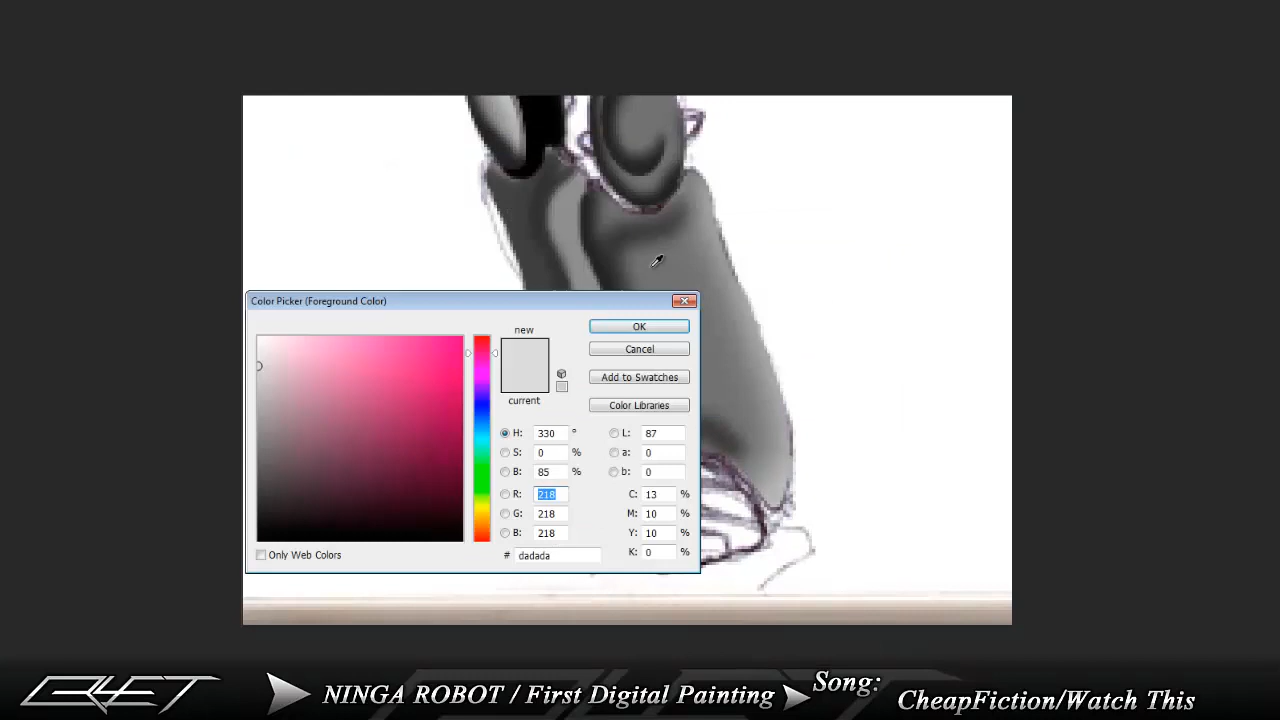 Color Picker (Foreground Color)
new
current
OK
Cancel
Add to Swatches
Color Libraries
H: 330 °
S: 0 %
B: 85 %
R: 218
G: 218
B: 218
# dadada
L: 87
a: 0
b: 0
C: 13 %
M: 10 %
Y: 10 %
K: 0 %
Only Web Colors
NINGA ROBOT / First Digital Painting
Song:
CheapFiction/Watch This